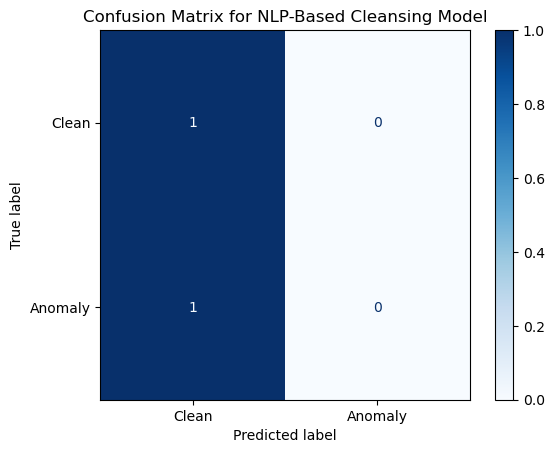 Confusion Matrix for NLP-Based Cleansing Model
1.0
Clean 1 0
0.8
0.6
True label
0.4
Anomaly 1 0
0.2
0.0
Clean Anomaly
Predicted label